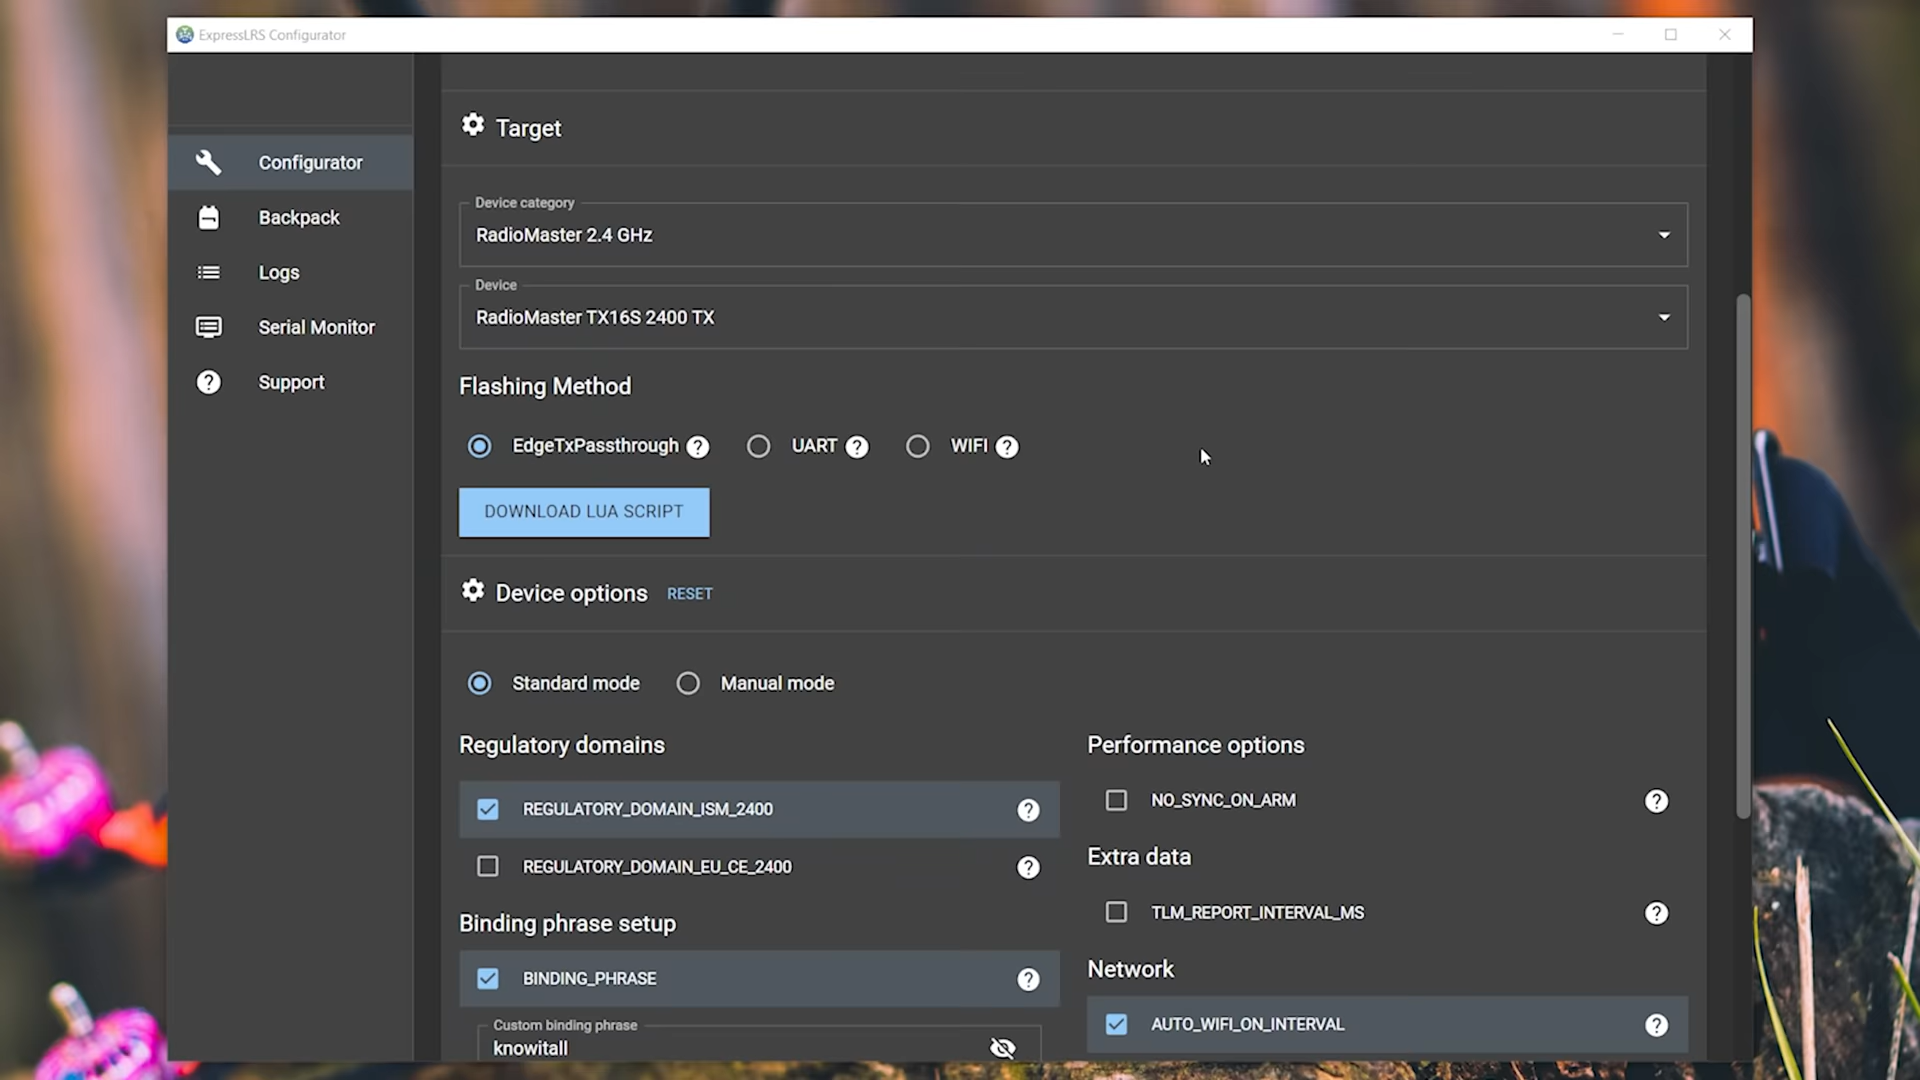 ExpressLRS Configurator
Configurator
Backpack
Logs
Serial Monitor
Support
Target
Device category
RadioMaster 2.4 GHz
Device
RadioMaster TX16S 2400 TX
Flashing Method
EdgeTxPassthrough ? UART ? WIFI ?
DOWNLOAD LUA SCRIPT
Device options RESET
Standard mode Manual mode
Regulatory domains
REGULATORY_DOMAIN_ISM_2400 ?
REGULATORY_DOMAIN_EU_CE_2400 ?
Binding phrase setup
BINDING_PHRASE ?
Custom binding phrase
knowitall
Performance options
NO_SYNC_ON_ARM ?
Extra data
TLM_REPORT_INTERVAL_MS ?
Network
AUTO_WIFI_ON_INTERVAL ?